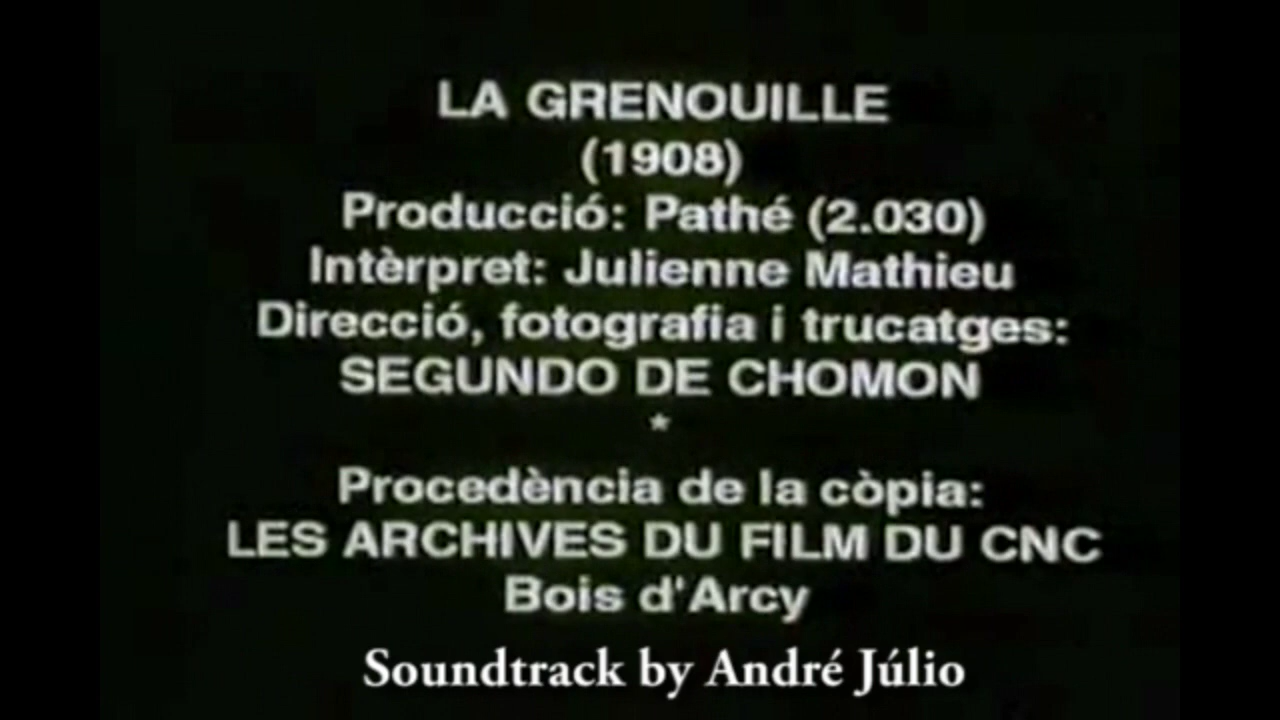 LA GRENOUILLE
(1908)
Producció: Pathé (2.030)
Intèrpret: Julienne Mathieu
Direcció, fotografia i trucatges:
SEGUNDO DE CHOMON
*
Procedència de la còpia:
LES ARCHIVES DU FILM DU CNC
Bois d'Arcy
Soundtrack by André Júlio